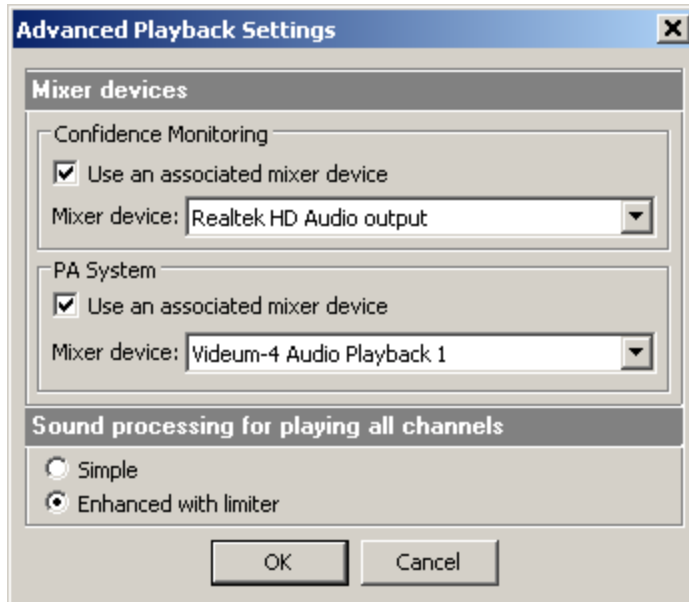 Advanced Playback Settings
Mixer devices
Confidence Monitoring
Use an associated mixer device
Mixer device: Realtek HD Audio output
PA System
Use an associated mixer device
Mixer device: Videum-4 Audio Playback 1
Sound processing for playing all channels
Simple
Enhanced with limiter
OK Cancel